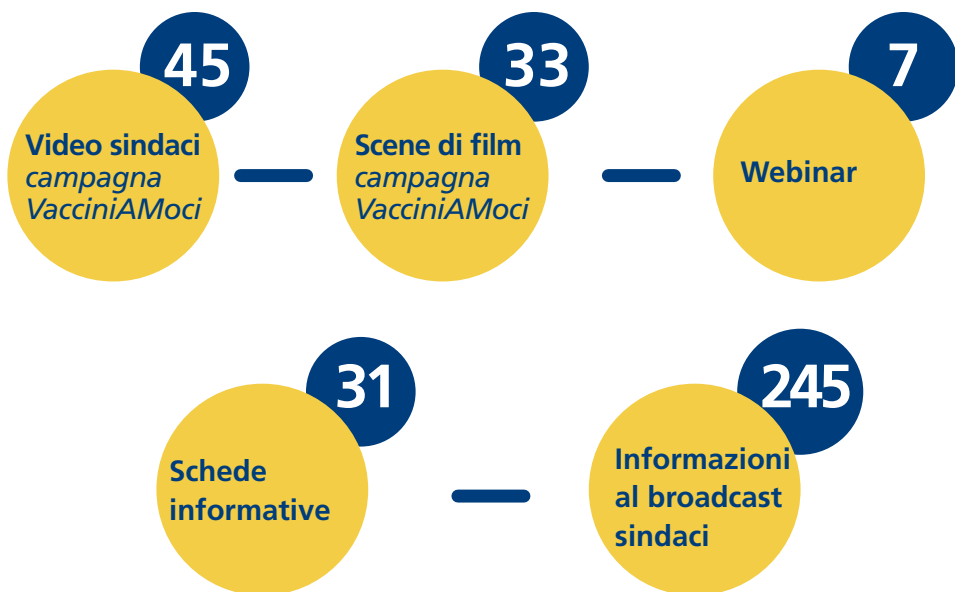 45
Video sindaci
campagna
VacciniAMoci
33
Scene di film
campagna
VacciniAMoci
7
Webinar
31
Schede
informative
245
Informazioni
al broadcast
sindaci